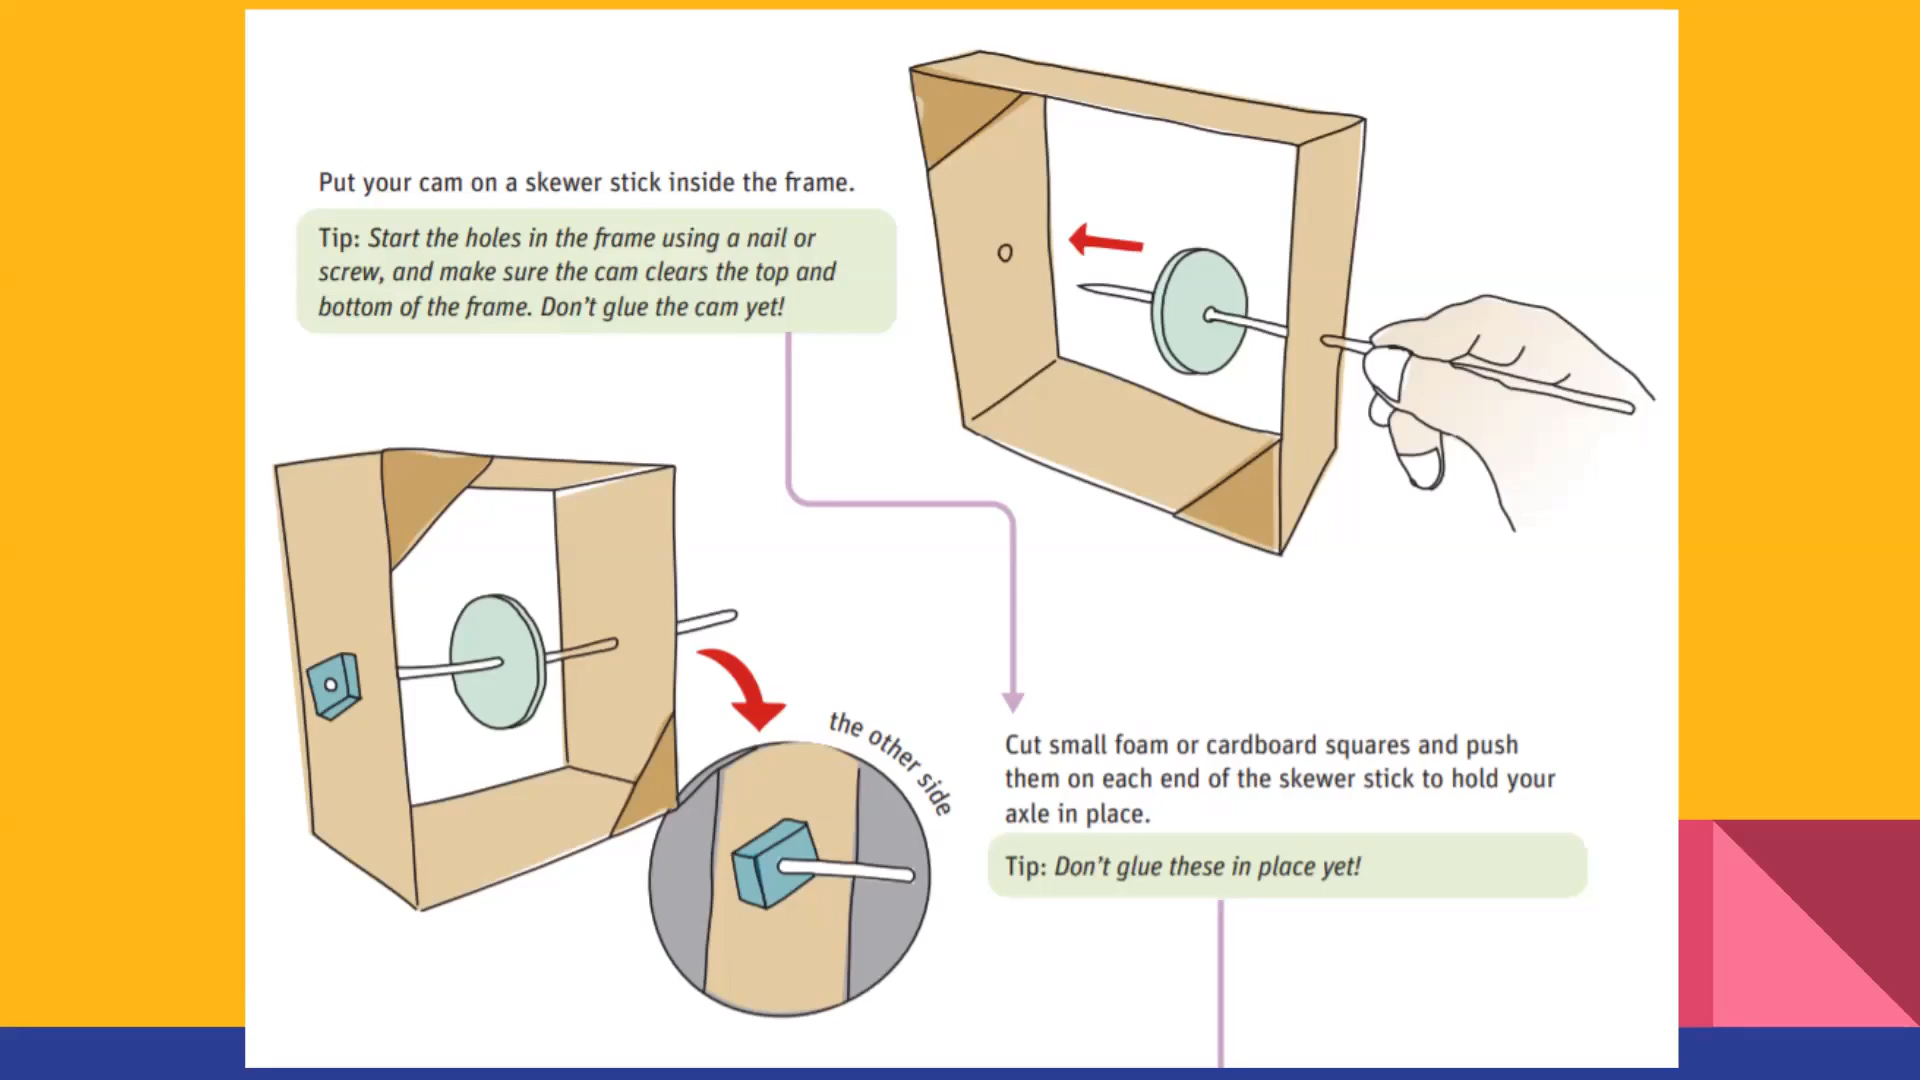 Put your cam on a skewer stick inside the frame.
Tip: Start the holes in the frame using a nail or
screw, and make sure the cam clears the top and
bottom of the frame. Don't glue the cam yet!
the other side
Cut small foam or cardboard squares and push
them on each end of the skewer stick to hold your
axle in place.
Tip: Don't glue these in place yet!